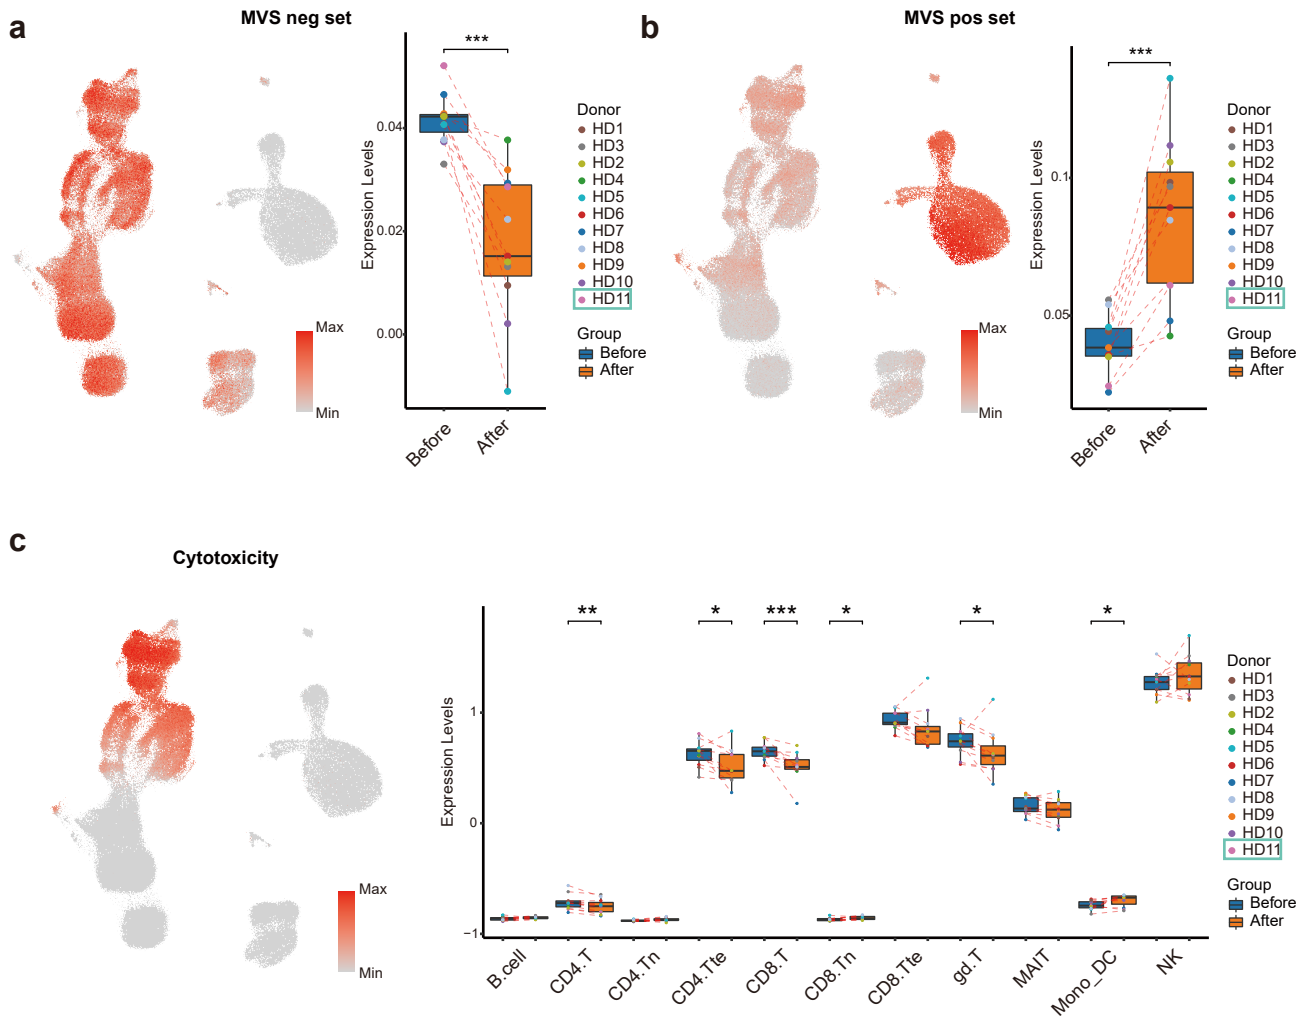 a
MVS neg set
***
Expression Levels
0.04
0.02
0.00
Before
After
Max
Min
Donor
HD1
HD3
HD2
HD4
HD5
HD6
HD7
HD8
HD9
HD10
HD11
Group
Before
After
b
MVS pos set
***
Expression Levels
0.1
0.05
Before
After
Max
Min
Donor
HD1
HD3
HD2
HD4
HD5
HD6
HD7
HD8
HD9
HD10
HD11
Group
Before
After
c
Cytotoxicity
Max
Min
Expression Levels
1
0
−1
**
*
***
*
*
*
B.cell
CD4.T
CD4.Tn
CD4.Tte
CD8.T
CD8.Tn
CD8.Tte
gd.T
MAIT
Mono_DC
NK
Donor
HD1
HD3
HD2
HD4
HD5
HD6
HD7
HD8
HD9
HD10
HD11
Group
Before
After